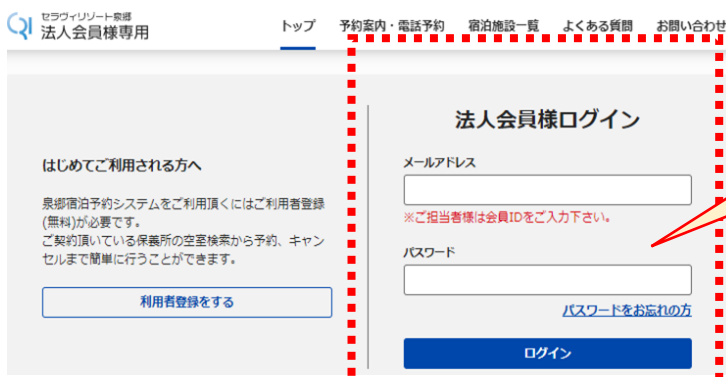 セラヴィリゾート泉郷
法人会員様専用
トップ 予約案内・電話予約 宿泊施設一覧 よくある質問 お問い合わせ
はじめてご利用される方へ
泉郷宿泊予約システムをご利用頂くにはご利用者登録
(無料)が必要です。
ご契約頂いている保養所の空室検索から予約、キャン
セルまで簡単に行うことができます。
利用者登録をする
法人会員様ログイン
メールアドレス
※ご担当者様は会員IDをご入力下さい。
パスワード
パスワードをお忘れの方
ログイン